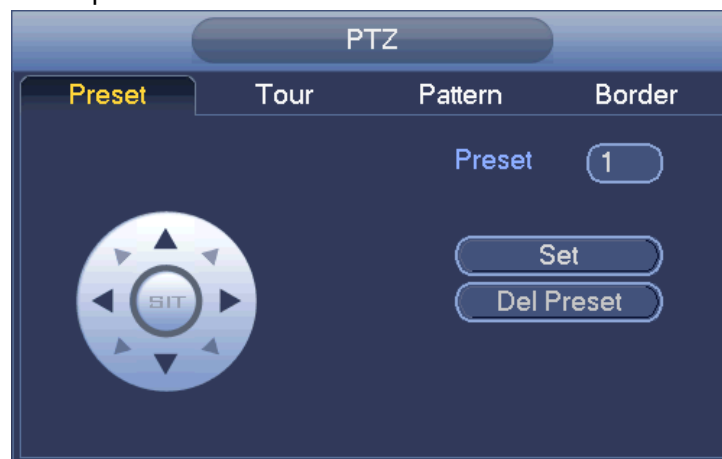 PTZ
Preset Tour Pattern Border
Preset 1
Set
SIT
Del Preset